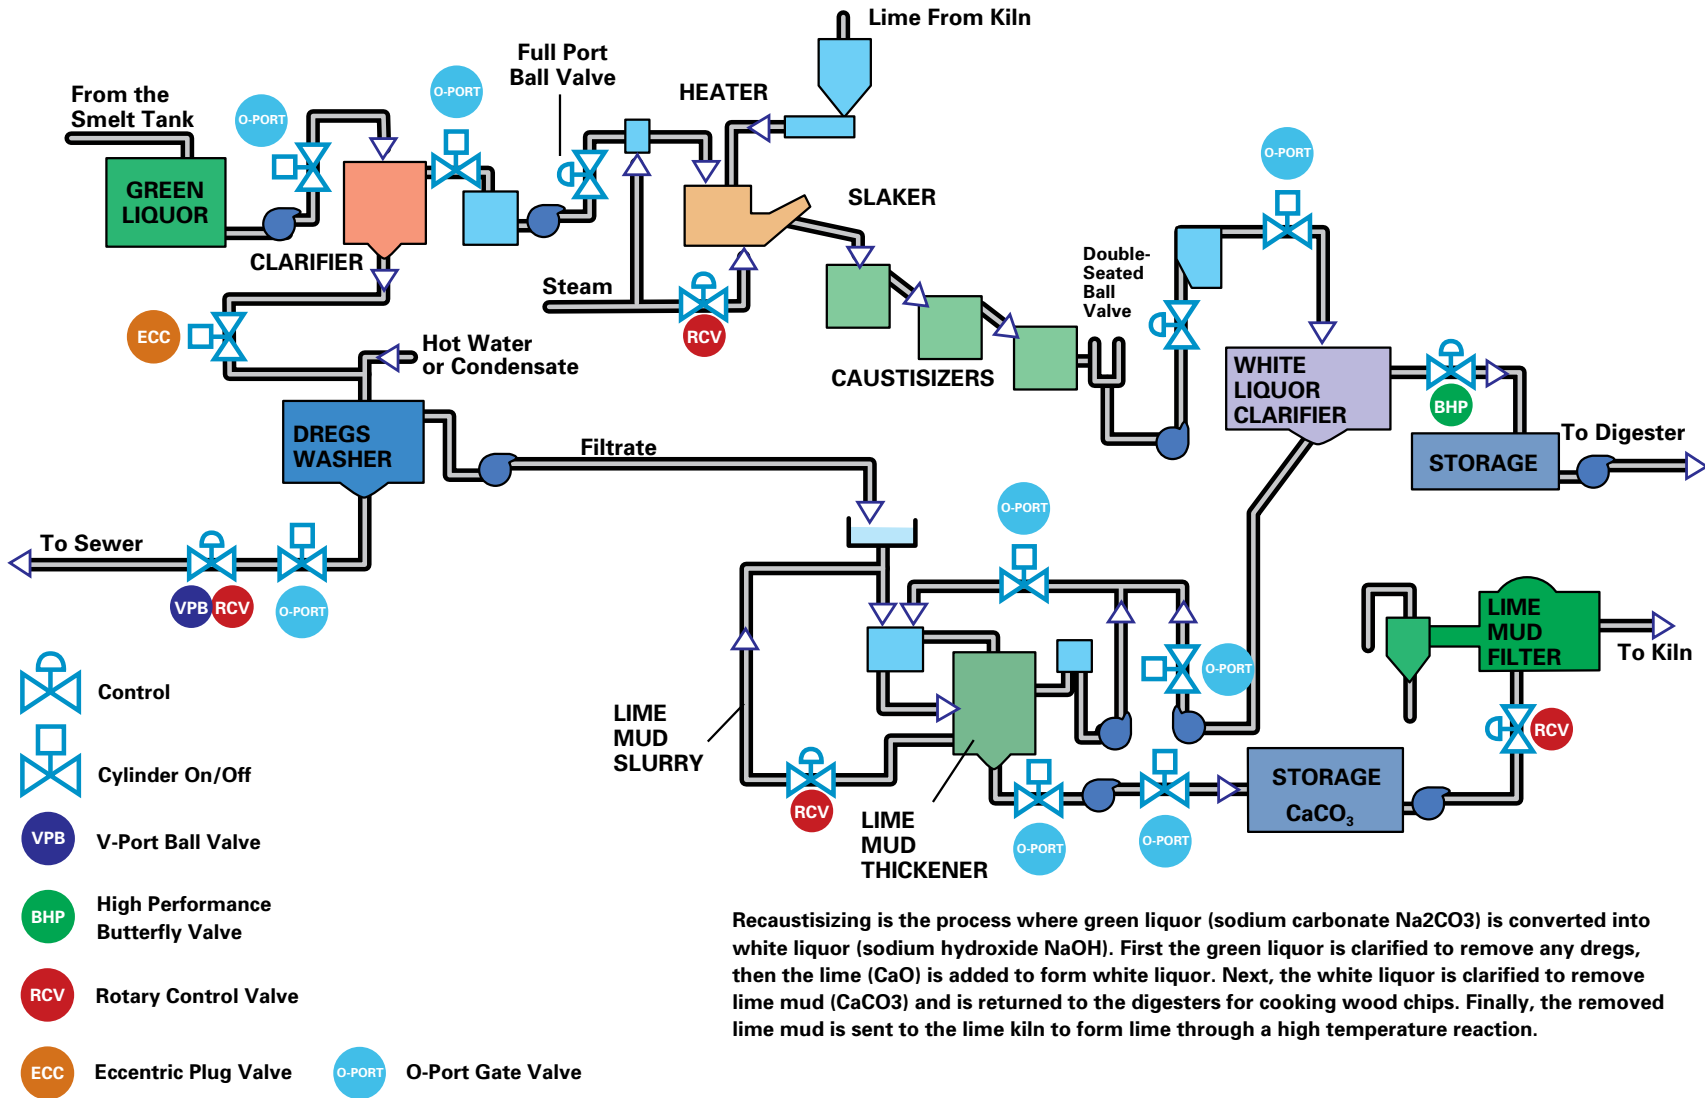 Lime From Kiln
Full Port
Ball Valve
From the
Smelt Tank
O-PORT
O-PORT
HEATER
GREEN
LIQUOR
CLARIFIER
SLAKER
O-PORT
Double-
Seated
Ball
Valve
Steam
RCV
ECC
Hot Water
or Condensate
CAUSTISIZERS
WHITE
LIQUOR
CLARIFIER
BHP
To Digester
STORAGE
DREGS
WASHER
Filtrate
To Sewer
VPB
RCV
O-PORT
O-PORT
O-PORT
LIME
MUD
FILTER
To Kiln
RCV
LIME
MUD
SLURRY
RCV
LIME
MUD
THICKENER
O-PORT
O-PORT
STORAGE
CaCO3
Control
Cylinder On/Off
VPB
V-Port Ball Valve
BHP
High Performance
Butterfly Valve
RCV
Rotary Control Valve
ECC
Eccentric Plug Valve
O-PORT
O-Port Gate Valve
Recaustisizing is the process where green liquor (sodium carbonate Na2CO3) is converted into
white liquor (sodium hydroxide NaOH). First the green liquor is clarified to remove any dregs,
then the lime (CaO) is added to form white liquor. Next, the white liquor is clarified to remove
lime mud (CaCO3) and is returned to the digesters for cooking wood chips. Finally, the removed
lime mud is sent to the lime kiln to form lime through a high temperature reaction.